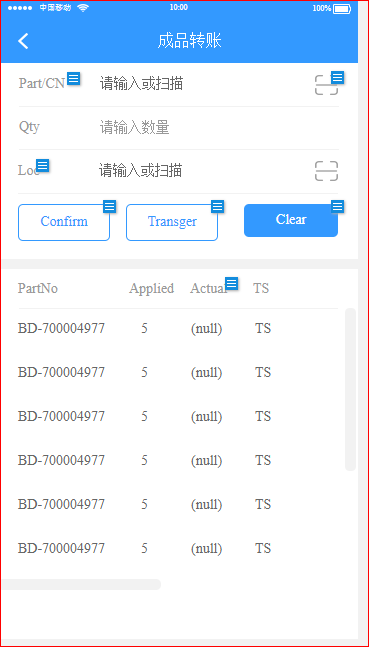 中国移动 10:00 100%
成品转账
Part/CN 请输入或扫描
Qty 请输入数量
Loc 请输入或扫描
Confirm Transger Clear
PartNo Applied Actual TS
BD-700004977 5 (null) TS
BD-700004977 5 (null) TS
BD-700004977 5 (null) TS
BD-700004977 5 (null) TS
BD-700004977 5 (null) TS
BD-700004977 5 (null) TS